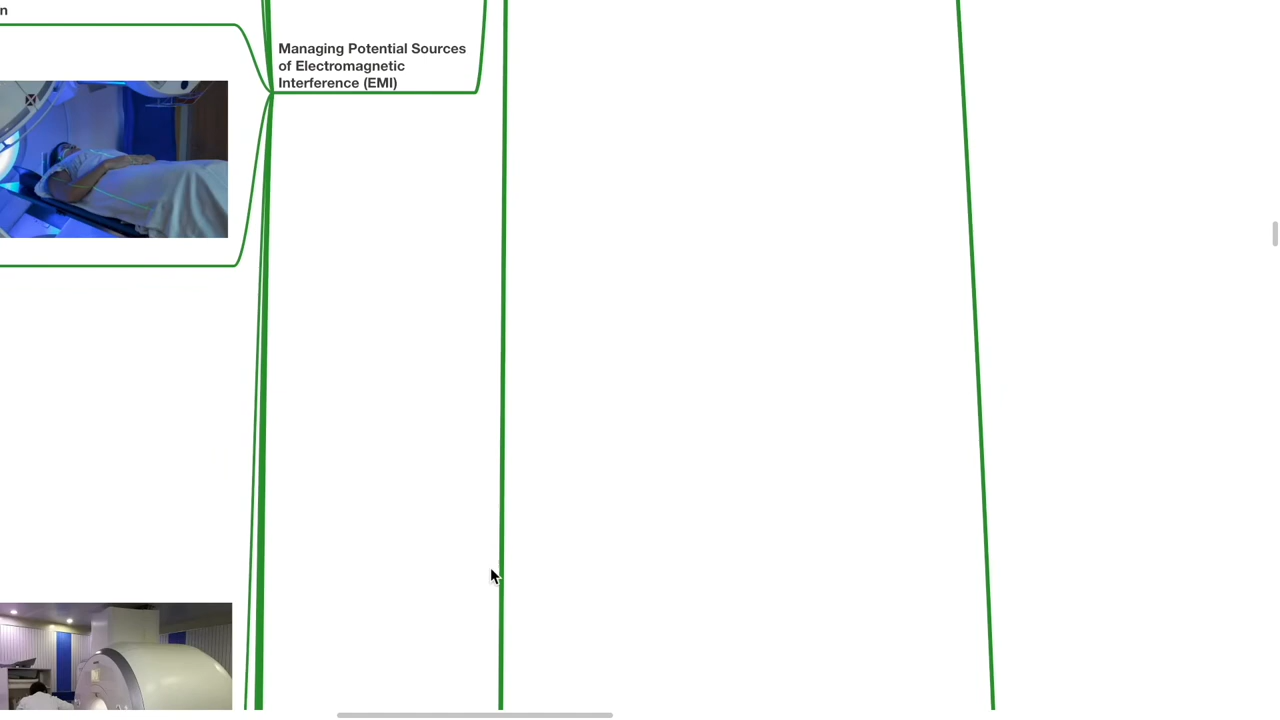 n
Managing Potential Sources
of Electromagnetic
Interference (EMI)